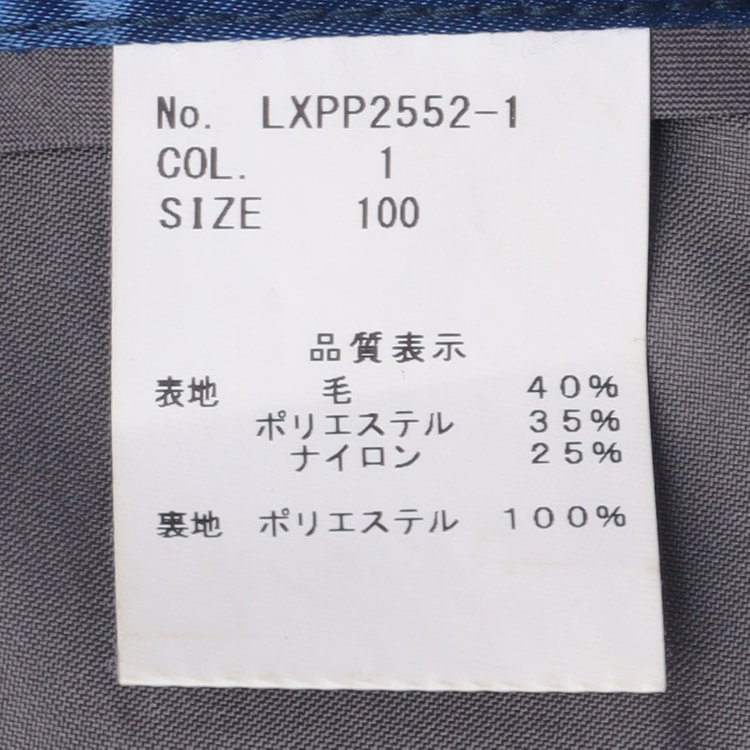 No. LXPP2552-1
COL. 1
SIZE 100
品質表示
表地 毛 40%
ポリエステル 35%
ナイロン 25%
裏地 ポリエステル 100%